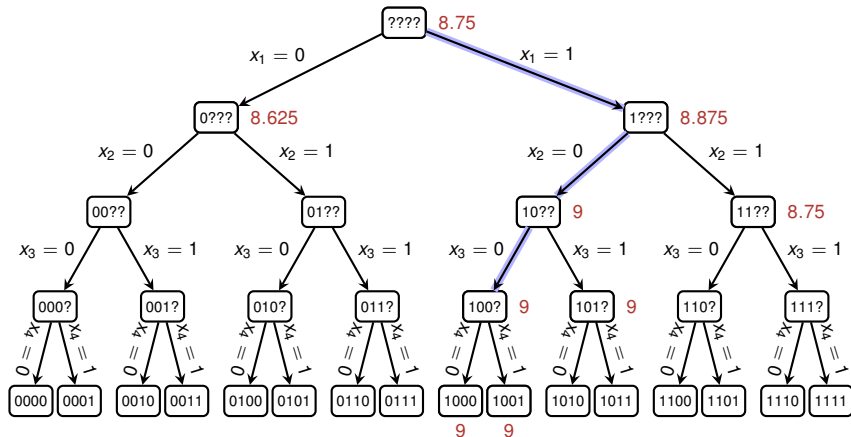 ???? 8.75
x₁ = 0 x₁ = 1
0??? 8.625 1??? 8.875
x₂ = 0 x₂ = 1 x₂ = 0 x₂ = 1
00?? 01?? 10?? 9 11?? 8.75
x₃ = 0 x₃ = 1 x₃ = 0 x₃ = 1 x₃ = 0 x₃ = 1 x₃ = 0 x₃ = 1
000? 001? 010? 011? 100? 9 101? 9 110? 111?
x₄ = 0 x₄ = 1 x₄ = 0 x₄ = 1 x₄ = 0 x₄ = 1 x₄ = 0 x₄ = 1 x₄ = 0 x₄ = 1 x₄ = 0 x₄ = 1 x₄ = 0 x₄ = 1 x₄ = 0 x₄ = 1
0000 0001 0010 0011 0100 0101 0110 0111 1000 1001 1010 1011 1100 1101 1110 1111
9 9